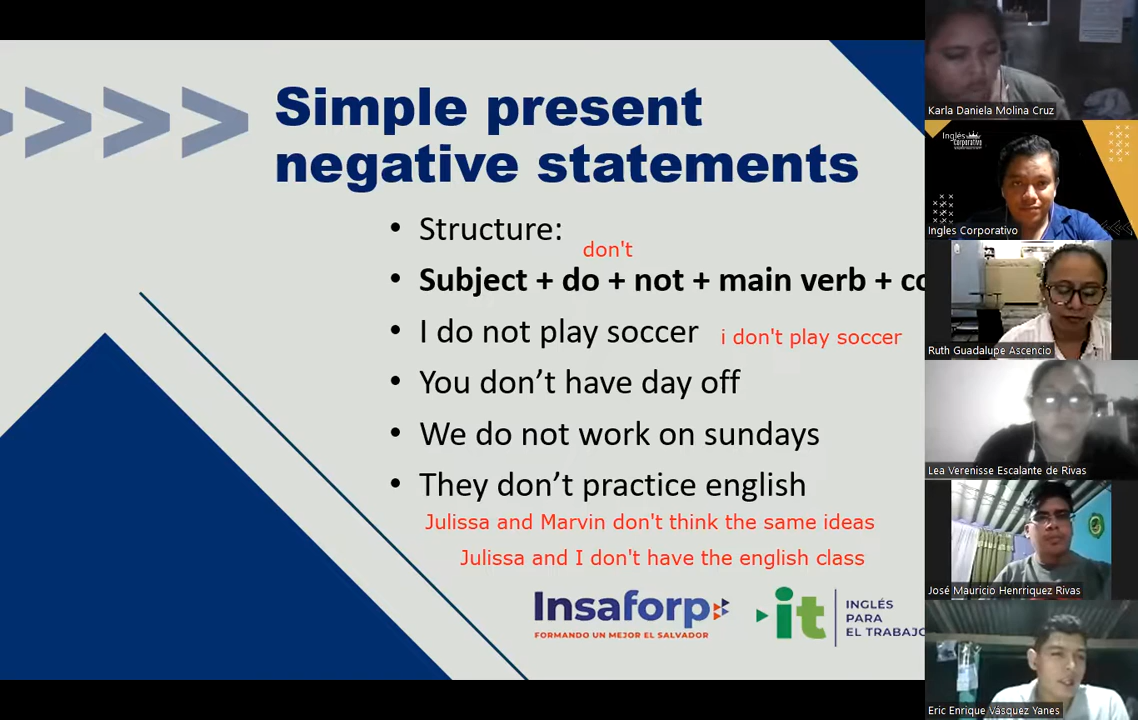 Simple present
negative statements
• Structure:
don't
• Subject + do + not + main verb + co
• I do not play soccer
i don't play soccer
• You don’t have day off
• We do not work on sundays
• They don’t practice english
Julissa and Marvin don't think the same ideas
Julissa and I don't have the english class
Insaforp
FORMANDO UN MEJOR EL SALVADOR
it
INGLÉS
PARA
EL TRABAJO
Karla Daniela Molina Cruz
Inglés
Corporativo
Ingles Corporativo
Ruth Guadalupe Ascencio
Lea Verenisse Escalante de Rivas
José Mauricio Henrriquez Rivas
Eric Enrique Vásquez Yanes